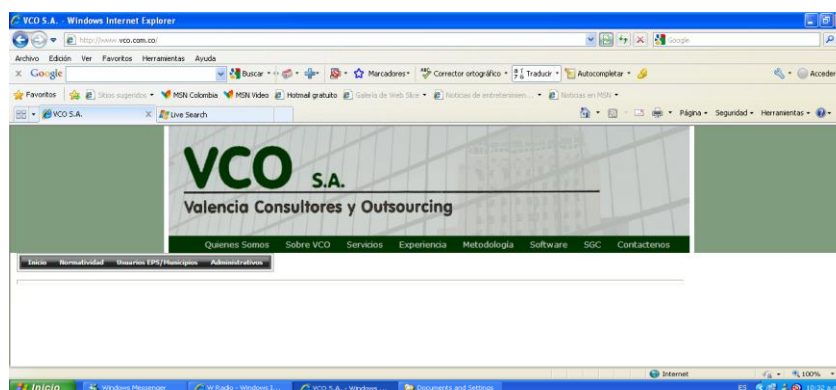 VCO S.A. - Windows Internet Explorer
http://www.vco.com.co/
Google
Archivo Edición Ver Favoritos Herramientas Ayuda
x Google Buscar Marcadores Corrector ortográfico Traducir Autocompletar Acceder
Favoritos Sitios sugeridos MSN Colombia MSN Video Hotmail gratuito Galería de Web Slice Noticias de entretenimien... Noticias en MSN
VCO S.A. X Live Search Página Seguridad Herramientas
VCO S.A.
Valencia Consultores y Outsourcing
Quienes Somos Sobre VCO Servicios Experiencia Metodología Software SGC Contactenos
Inicio Normatividad Usuarios EPS/Municipios Administrativos
Internet 100%
Inicio Windows Messenger W Radio - Windows I... VCO S.A. - Windows ... Documents and Settings ES 10:32 a.m.